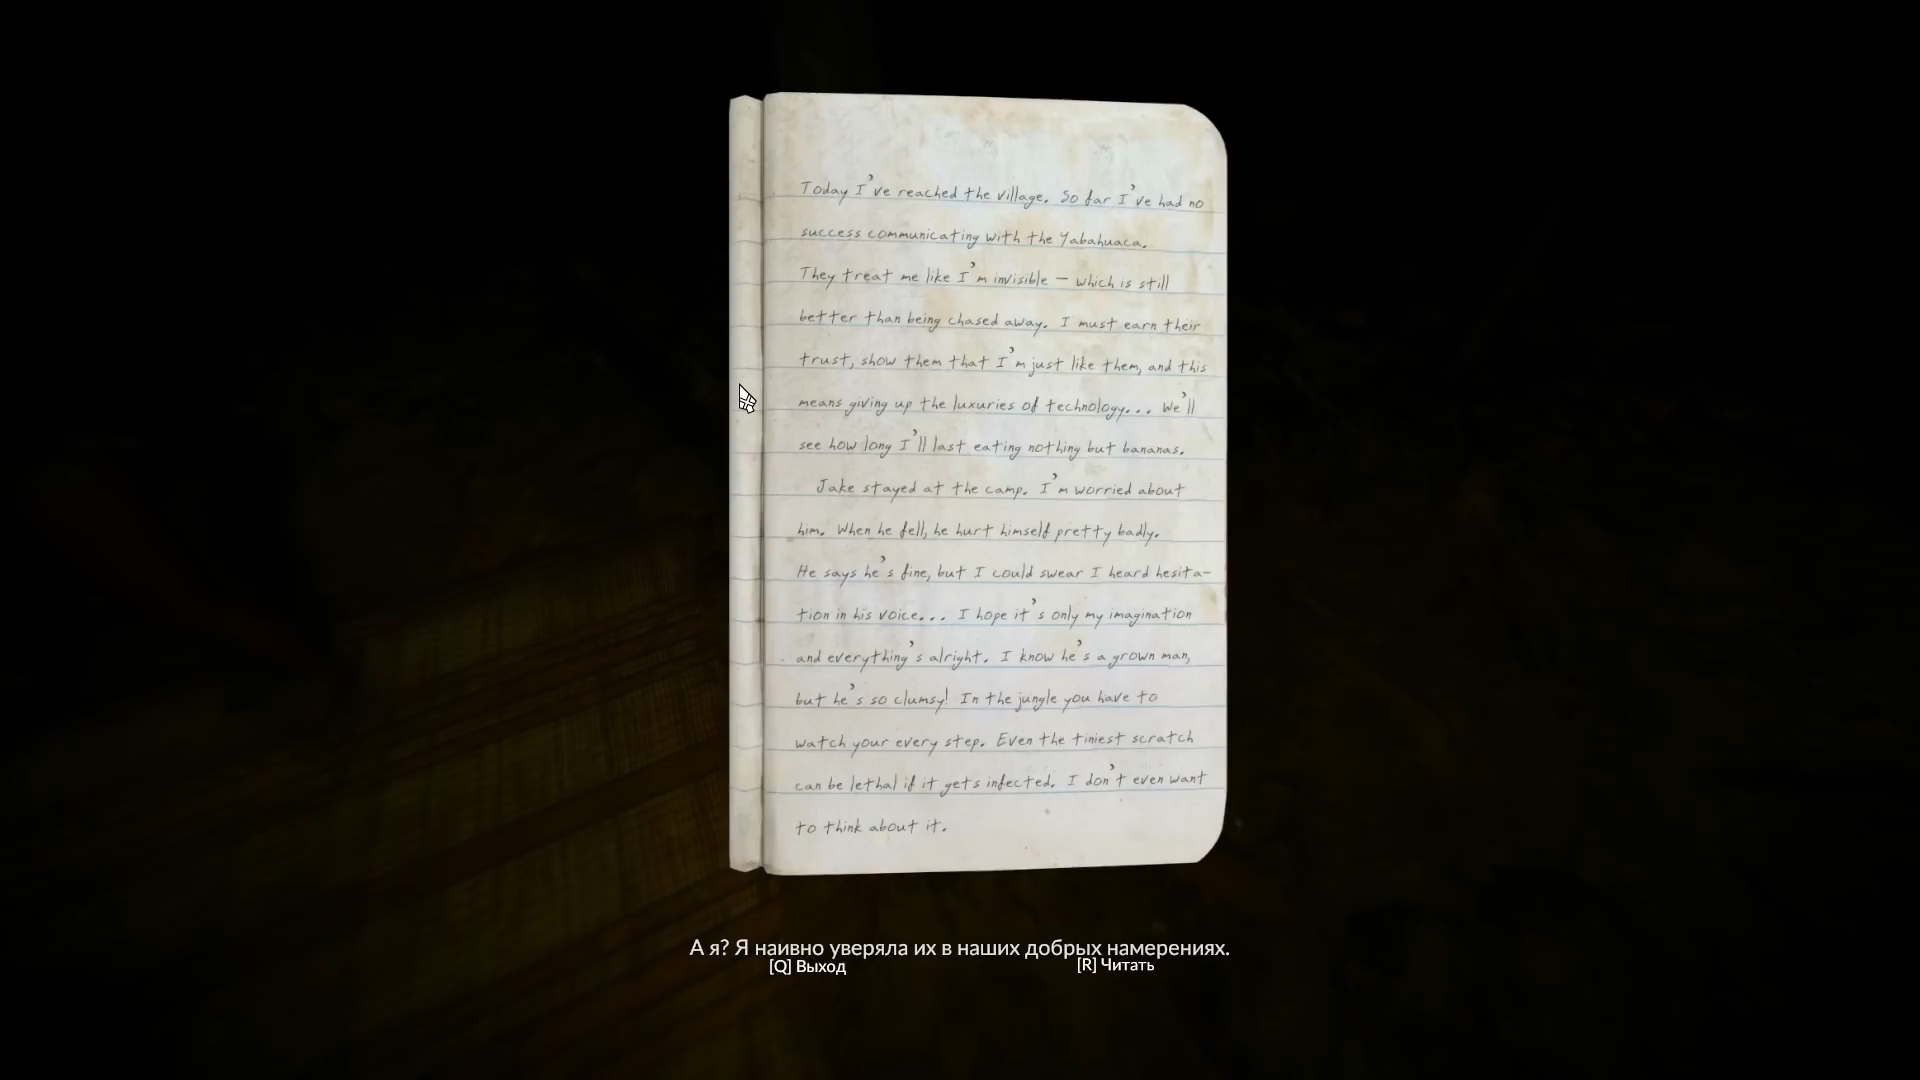 Today I've reached the village. So far I've had no
success communicating with the Yabahuaca.
They treat me like I'm invisible – which is still
better than being chased away. I must earn their
trust, show them that I'm just like them, and this
means giving up the luxuries of technology... We'll
see how long I'll last eating nothing but bananas.
Jake stayed at the camp. I'm worried about
him. When he fell, he hurt himself pretty badly.
He says he's fine, but I could swear I heard hesita-
tion in his voice... I hope it's only my imagination
and everything's alright. I know he's a grown man,
but he's so clumsy! In the jungle you have to
watch your every step. Even the tiniest scratch
can be lethal if it gets infected. I don't even want
to think about it.
А я? Я наивно уверяла их в наших добрых намерениях.
[Q] Выход [R] Читать